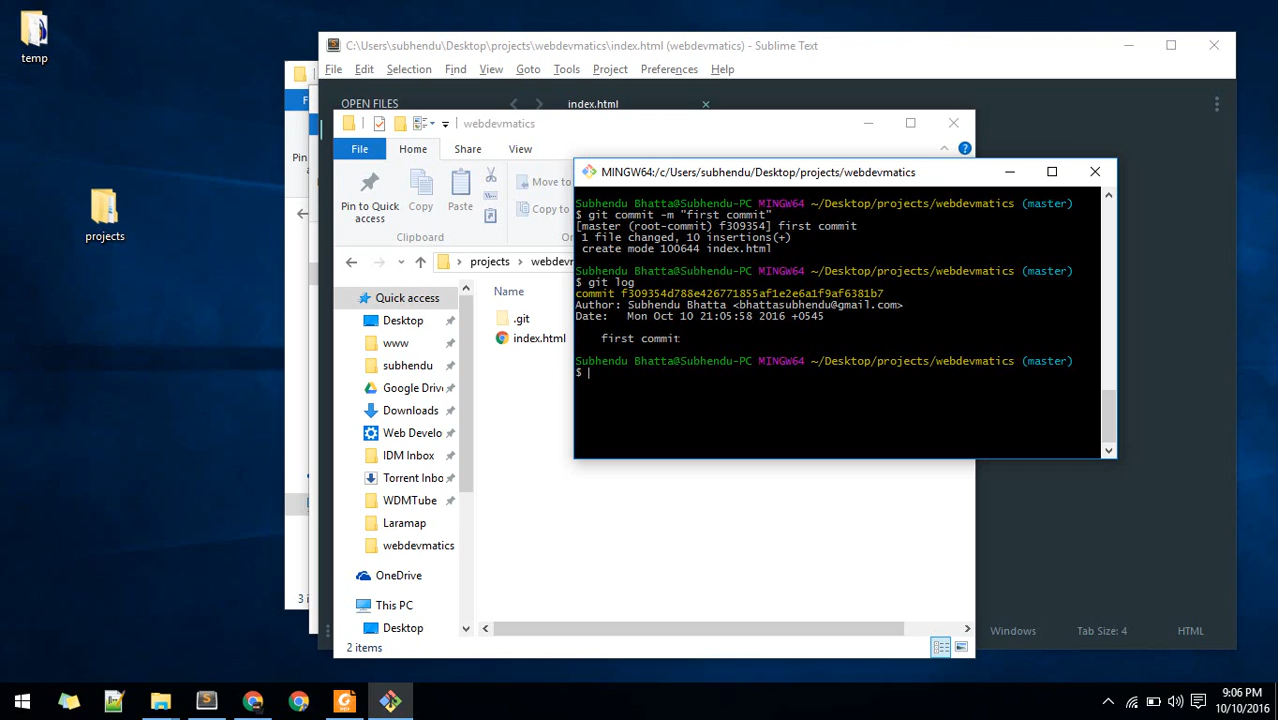 temp
projects
C:\Users\subhendu\Desktop\projects\webdevmatics\index.html (webdevmatics) - Sublime Text
File Edit Selection Find View Goto Tools Project Preferences Help
OPEN FILES
index.html
webdevmatics
File Home Share View
Pin to Quick access
Copy
Paste
Move to
Copy to
Clipboard
projects
Name
.git
index.html
Quick access
Desktop
www
subhendu
Google Driv
Downloads
Web Develo
IDM Inbox
Torrent Inbo
WDMTube
Laramap
webdevmatics
OneDrive
This PC
Desktop
2 items
MINGW64:/c/Users/subhendu/Desktop/projects/webdevmatics
Subhendu Bhatta@Subhendu-PC MINGW64 ~/Desktop/projects/webdevmatics (master)
$ git commit -m "first commit"
[master (root-commit) f309354] first commit
1 file changed, 10 insertions(+)
create mode 100644 index.html
Subhendu Bhatta@Subhendu-PC MINGW64 ~/Desktop/projects/webdevmatics (master)
$ git log
commit f309354d788e426771855af1e2e6a1f9af6381b7
Author: Subhendu Bhatta <bhattasubhendu@gmail.com>
Date:   Mon Oct 10 21:05:58 2016 +0545
first commit
Subhendu Bhatta@Subhendu-PC MINGW64 ~/Desktop/projects/webdevmatics (master)
$
Windows
Tab Size: 4
HTML
9:06 PM
10/10/2016